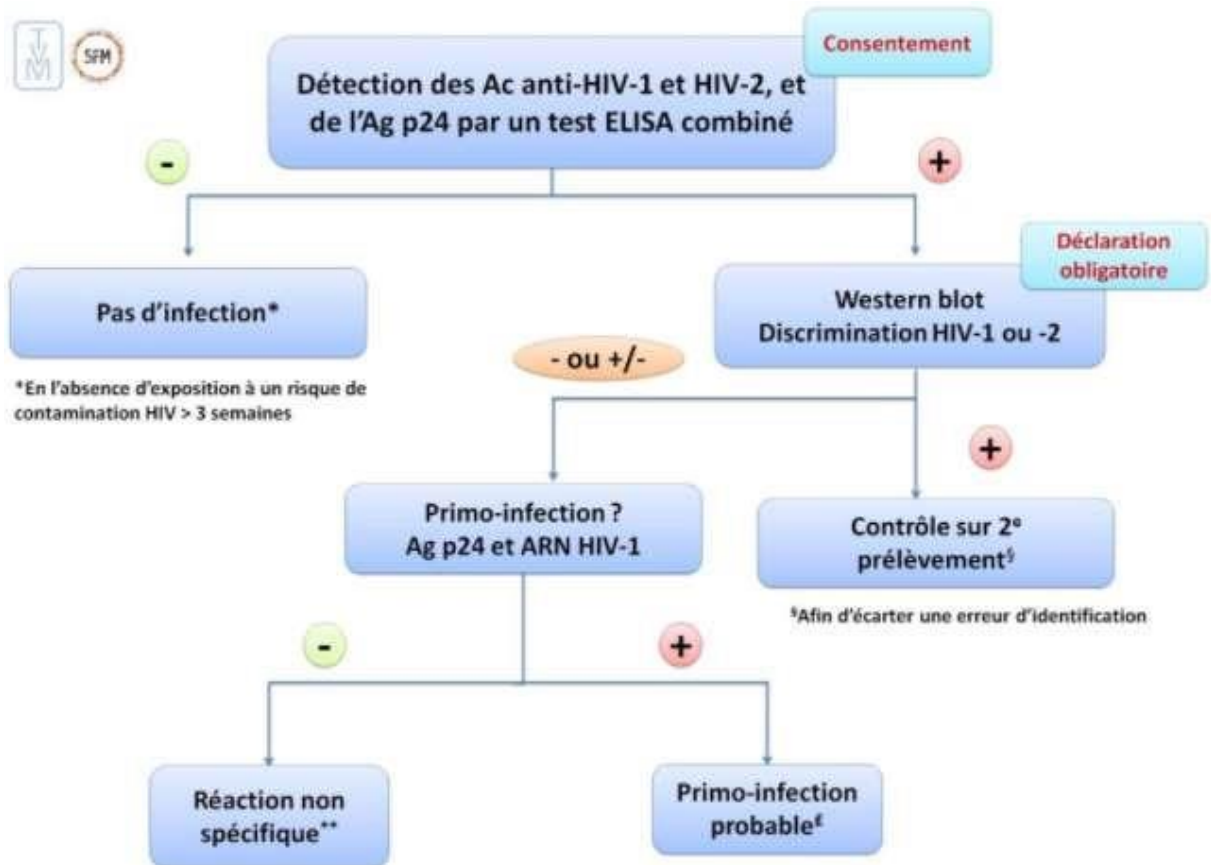 TVM
SFM
Consentement
Détection des Ac anti-HIV-1 et HIV-2, et
de l'Ag p24 par un test ELISA combiné
-
+
Déclaration
obligatoire
Pas d'infection*
Western blot
Discrimination HIV-1 ou -2
- ou +/-
*En l'absence d'exposition à un risque de
contamination HIV > 3 semaines
+
Primo-infection ?
Ag p24 et ARN HIV-1
Contrôle sur 2ᵉ
prélèvement§
§Afin d'écarter une erreur d'identification
-
+
Réaction non
spécifique**
Primo-infection
probable£